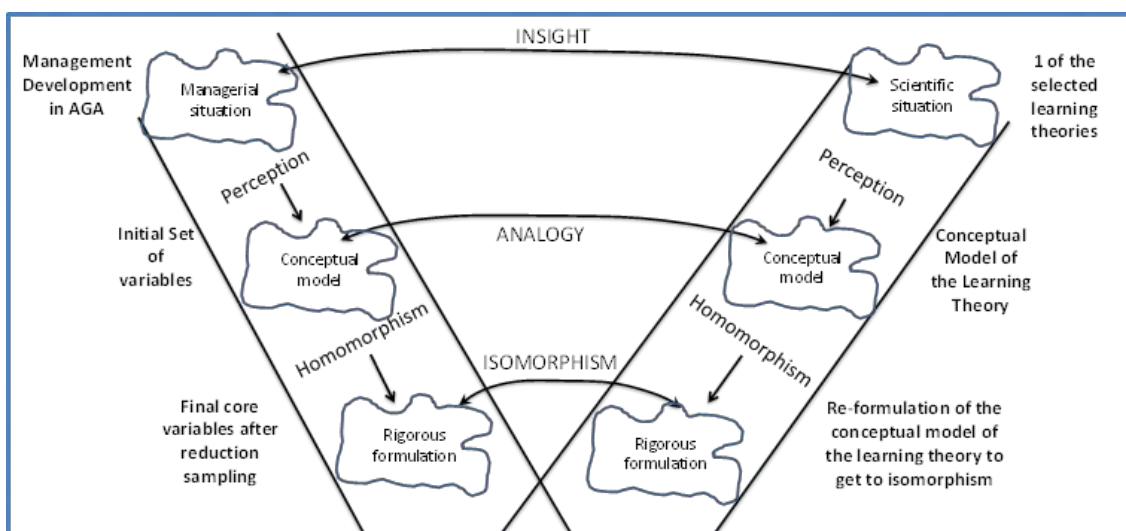 INSIGHT
Management
Development
in AGA
Managerial
situation
Scientific
situation
1 of the
selected
learning
theories
Perception
Perception
Initial Set
of
variables
Conceptual
model
ANALOGY
Conceptual
model
Conceptual
Model of
the Learning
Theory
Homomorphism
Homomorphism
ISOMORPHISM
Final core
variables after
reduction
sampling
Rigorous
formulation
Rigorous
formulation
Re-formulation of the
conceptual model of
the learning theory to
get to isomorphism